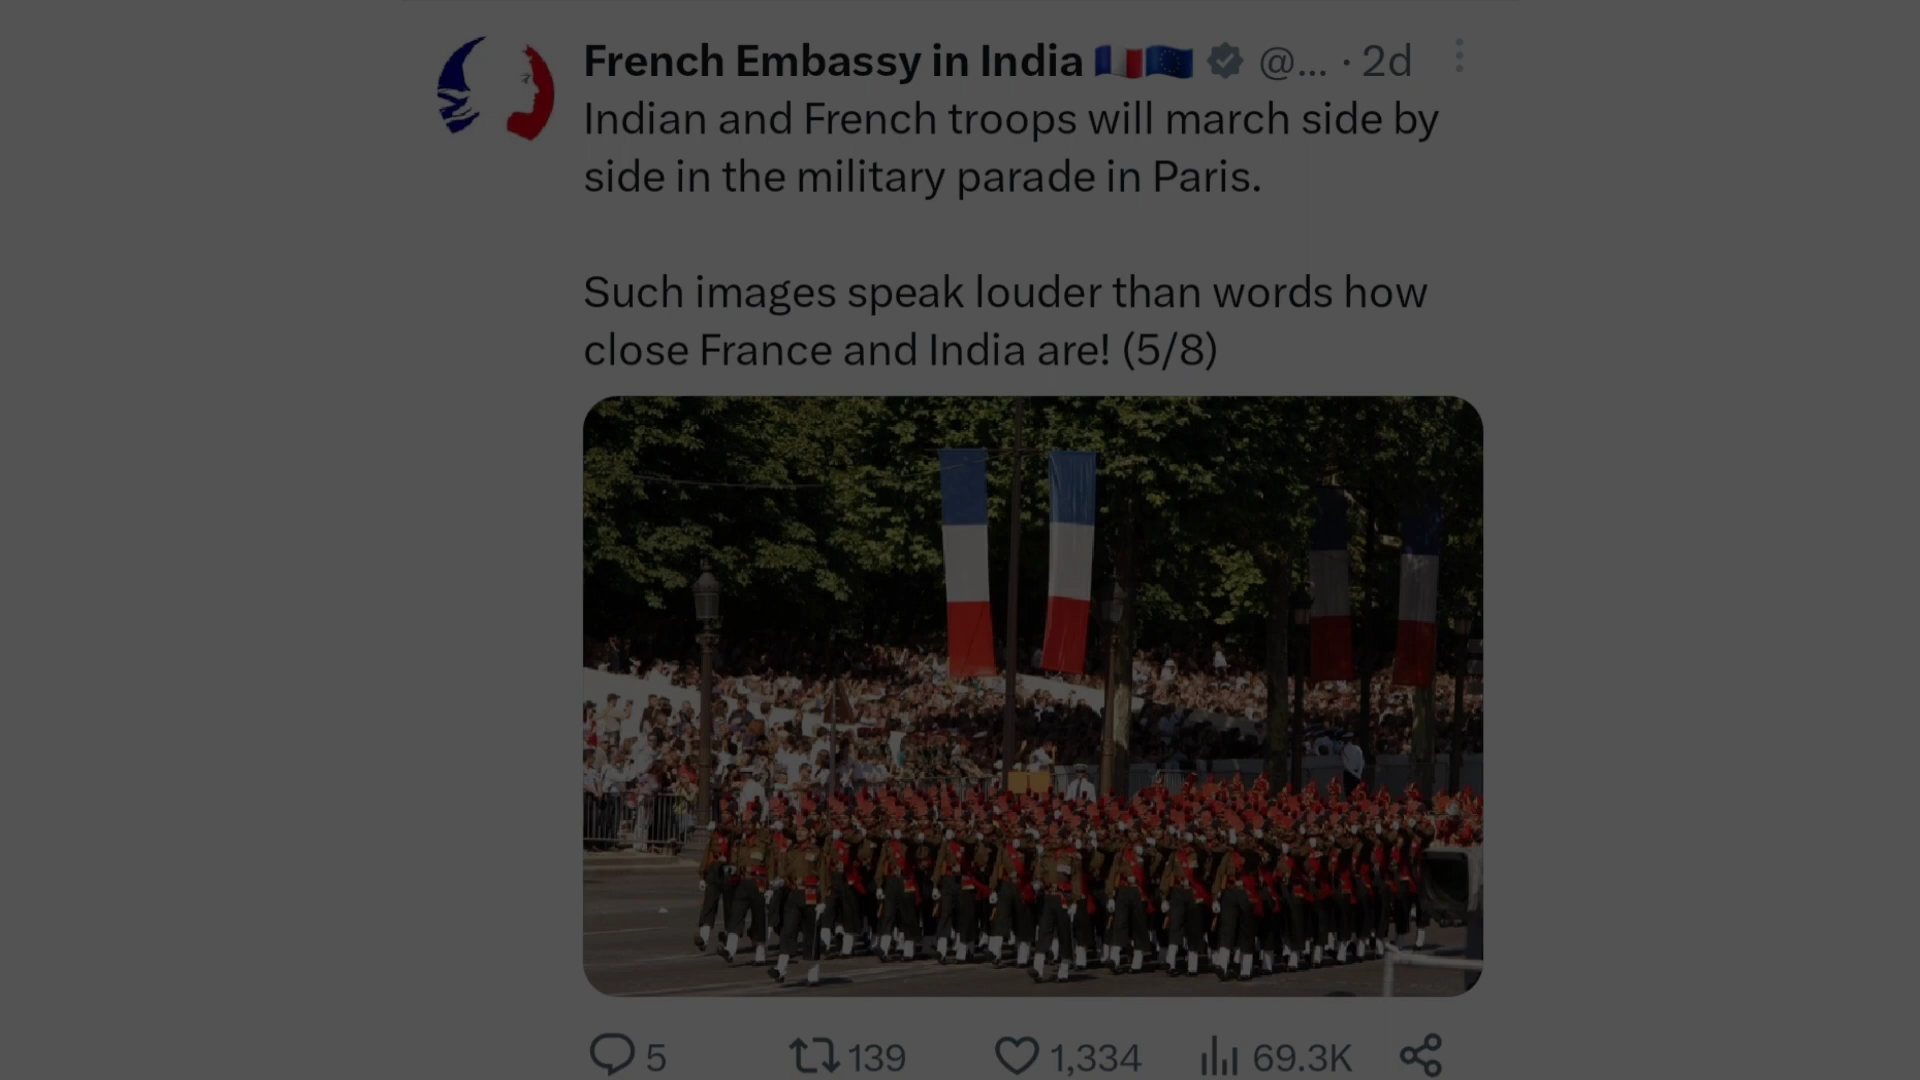 French Embassy in India 🇫🇷🇪🇺 @... · 2d
Indian and French troops will march side by
side in the military parade in Paris.
Such images speak louder than words how
close France and India are! (5/8)
5 139 1,334 69.3K